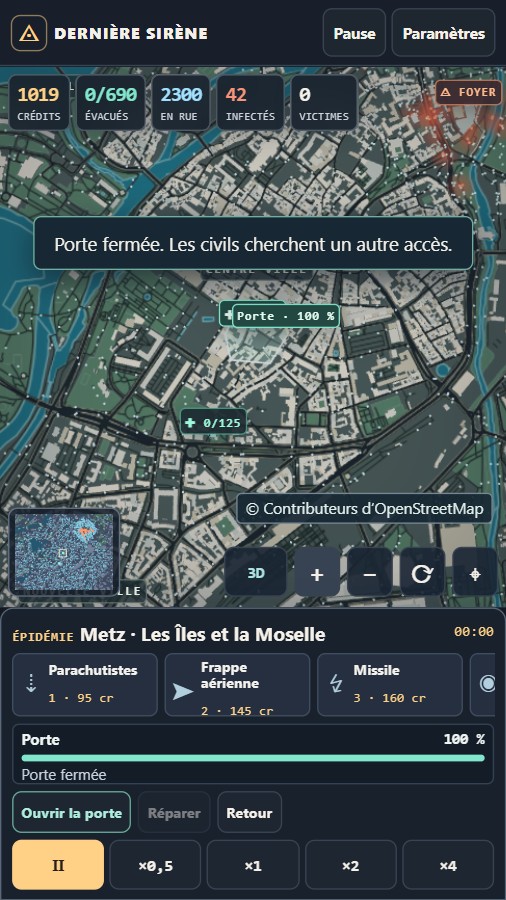 DERNIÈRE SIRÈNE
Pause
Paramètres
1019
CRÉDITS
0/690
ÉVACUÉS
2300
EN RUE
42
INFECTÉS
0
VICTIMES
FOYER
Porte fermée. Les civils cherchent un autre accès.
CENTRE VILLE
Porte · 100 %
0/125
© Contributeurs d’OpenStreetMap
3D
+
−
LLE
ÉPIDÉMIE Metz · Les Îles et la Moselle
00:00
Parachutistes
1 · 95 cr
Frappe
aérienne
2 · 145 cr
Missile
3 · 160 cr
Porte
100 %
Porte fermée
Ouvrir la porte
Réparer
Retour
II
×0,5
×1
×2
×4